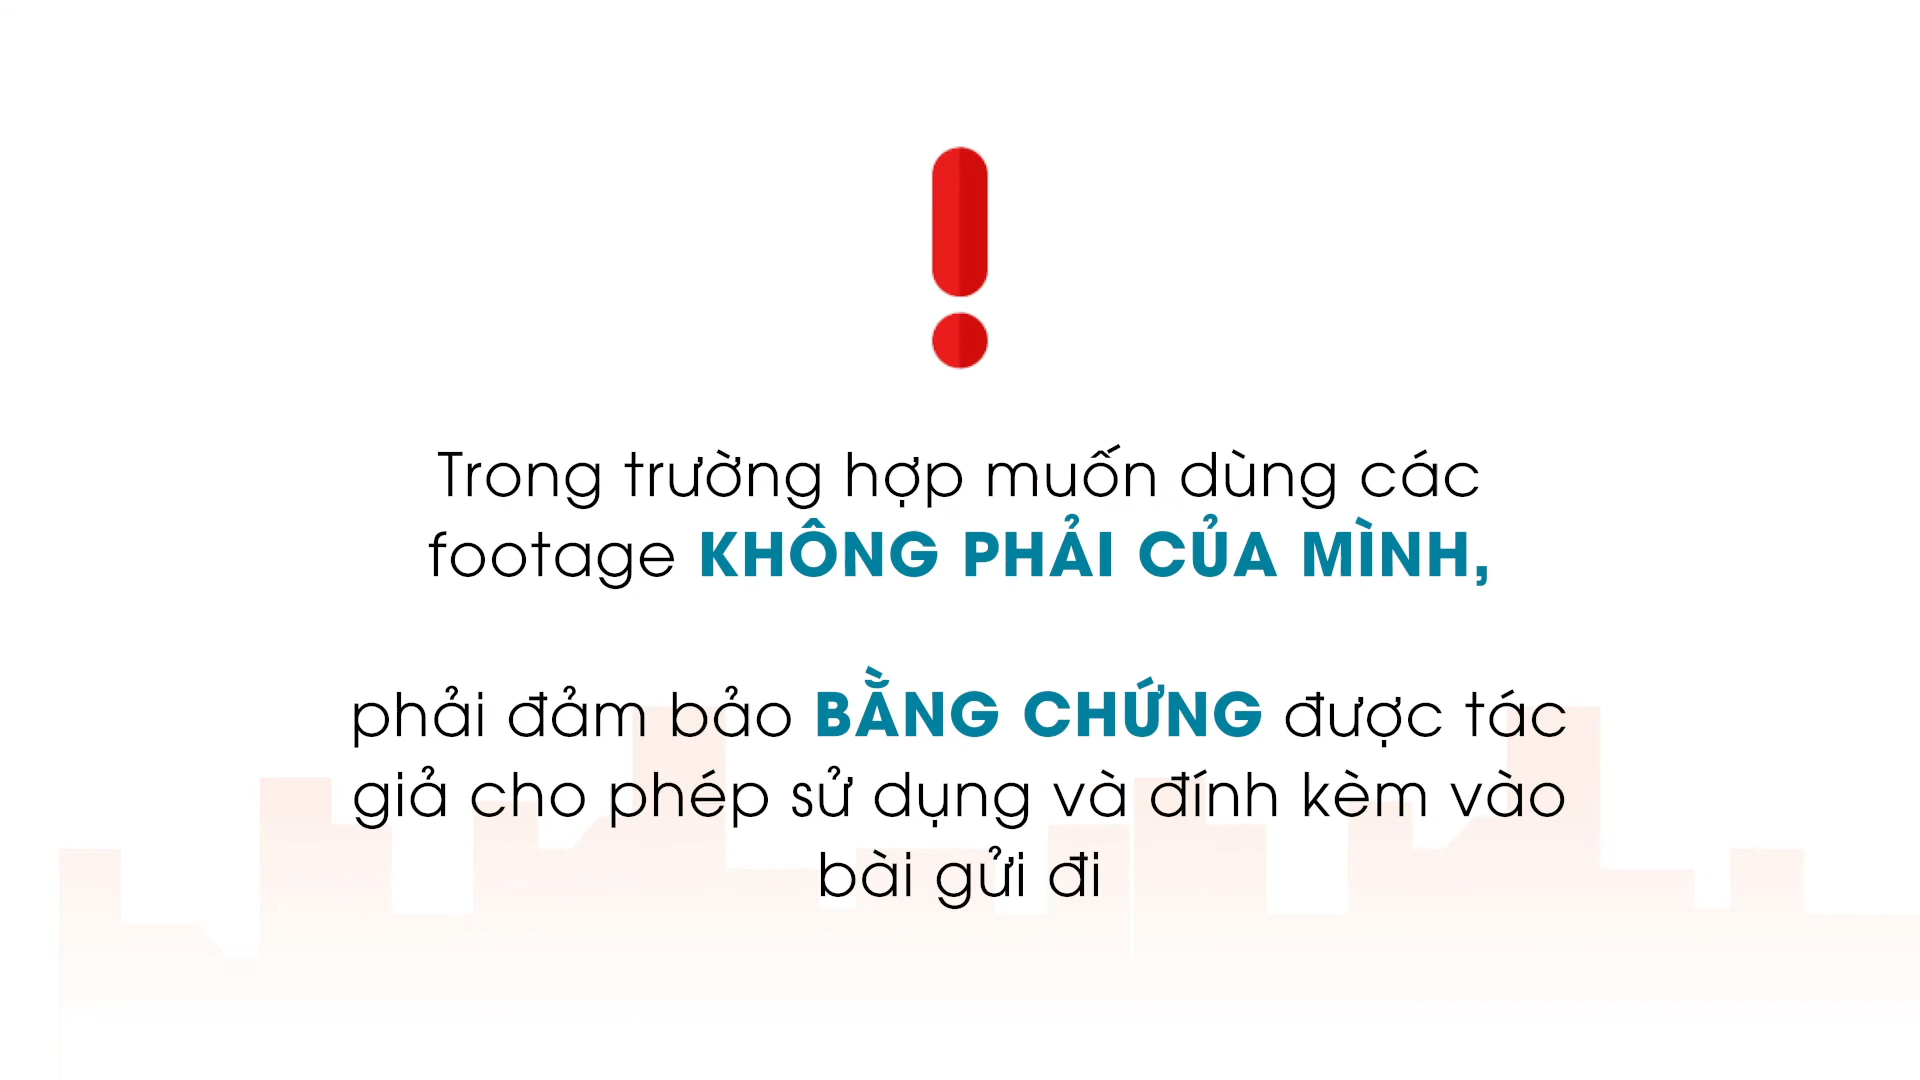 Trong trường hợp muốn dùng các
footage KHÔNG PHẢI CỦA MÌNH,
phải đảm bảo BẰNG CHỨNG được tác
giả cho phép sử dụng và đính kèm vào
bài gửi đi